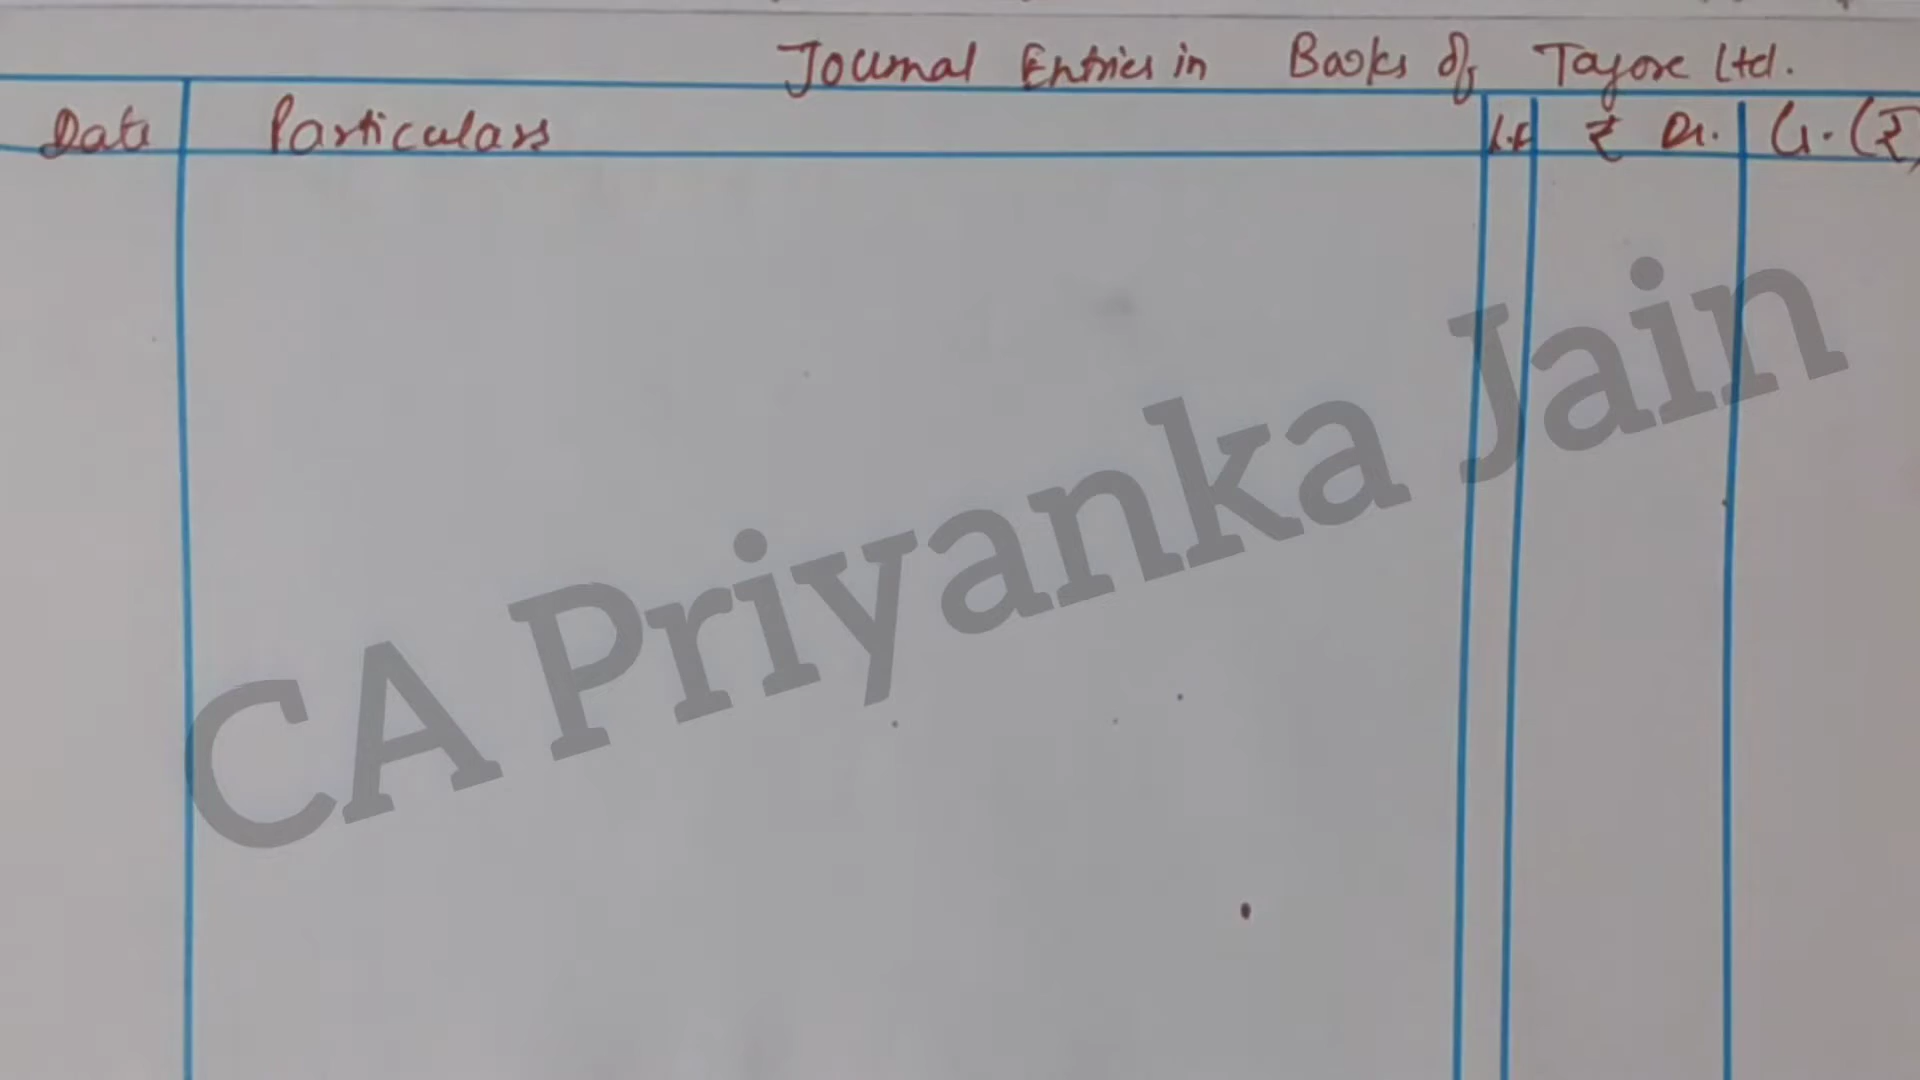 Journal Entries in Books of Tagore Ltd.
Date Particulars L.F ₹ Dr. Cr. (₹)
CA Priyanka Jain